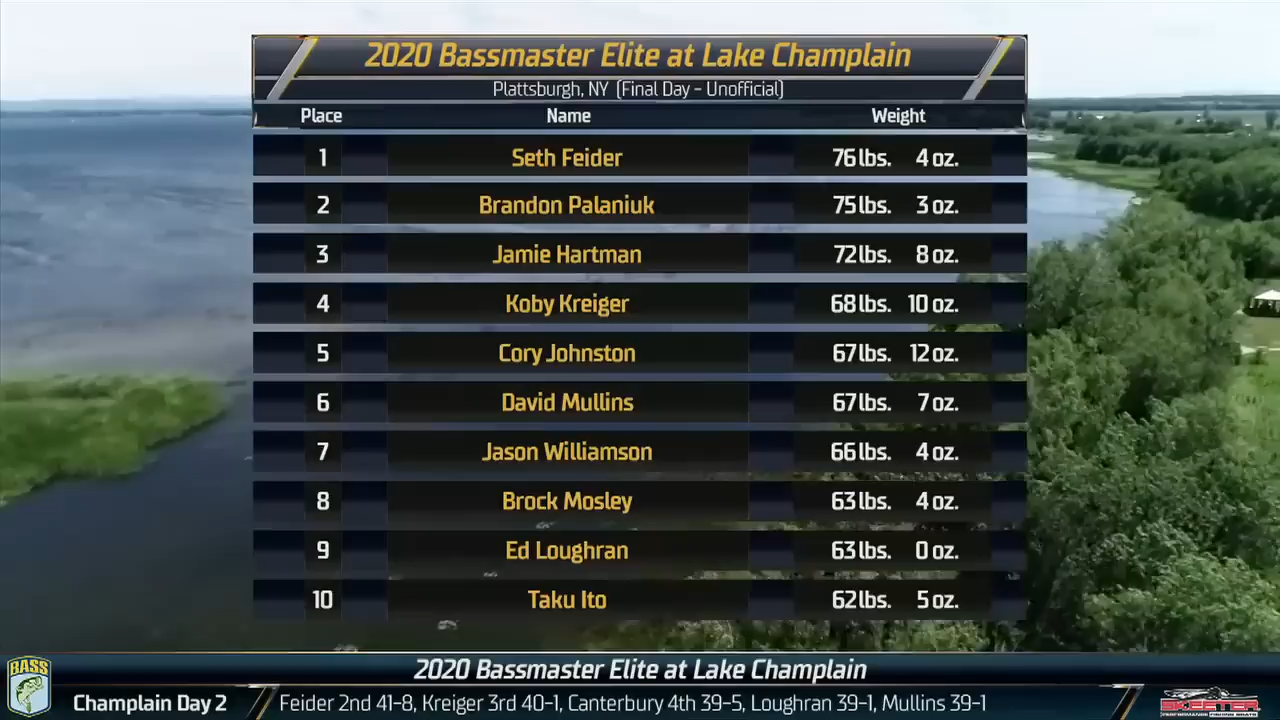 2020 Bassmaster Elite at Lake Champlain
Plattsburgh, NY (Final Day - Unofficial)
Place Name Weight
1 Seth Feider 76 lbs. 4 oz.
2 Brandon Palaniuk 75 lbs. 3 oz.
3 Jamie Hartman 72 lbs. 8 oz.
4 Koby Kreiger 68 lbs. 10 oz.
5 Cory Johnston 67 lbs. 12 oz.
6 David Mullins 67 lbs. 7 oz.
7 Jason Williamson 66 lbs. 4 oz.
8 Brock Mosley 63 lbs. 4 oz.
9 Ed Loughran 63 lbs. 0 oz.
10 Taku Ito 62 lbs. 5 oz.
BASS
2020 Bassmaster Elite at Lake Champlain
Champlain Day 2 Feider 2nd 41-8, Kreiger 3rd 40-1, Canterbury 4th 39-5, Loughran 39-1, Mullins 39-1
SKEETER
PERFORMANCE FISHING BOATS